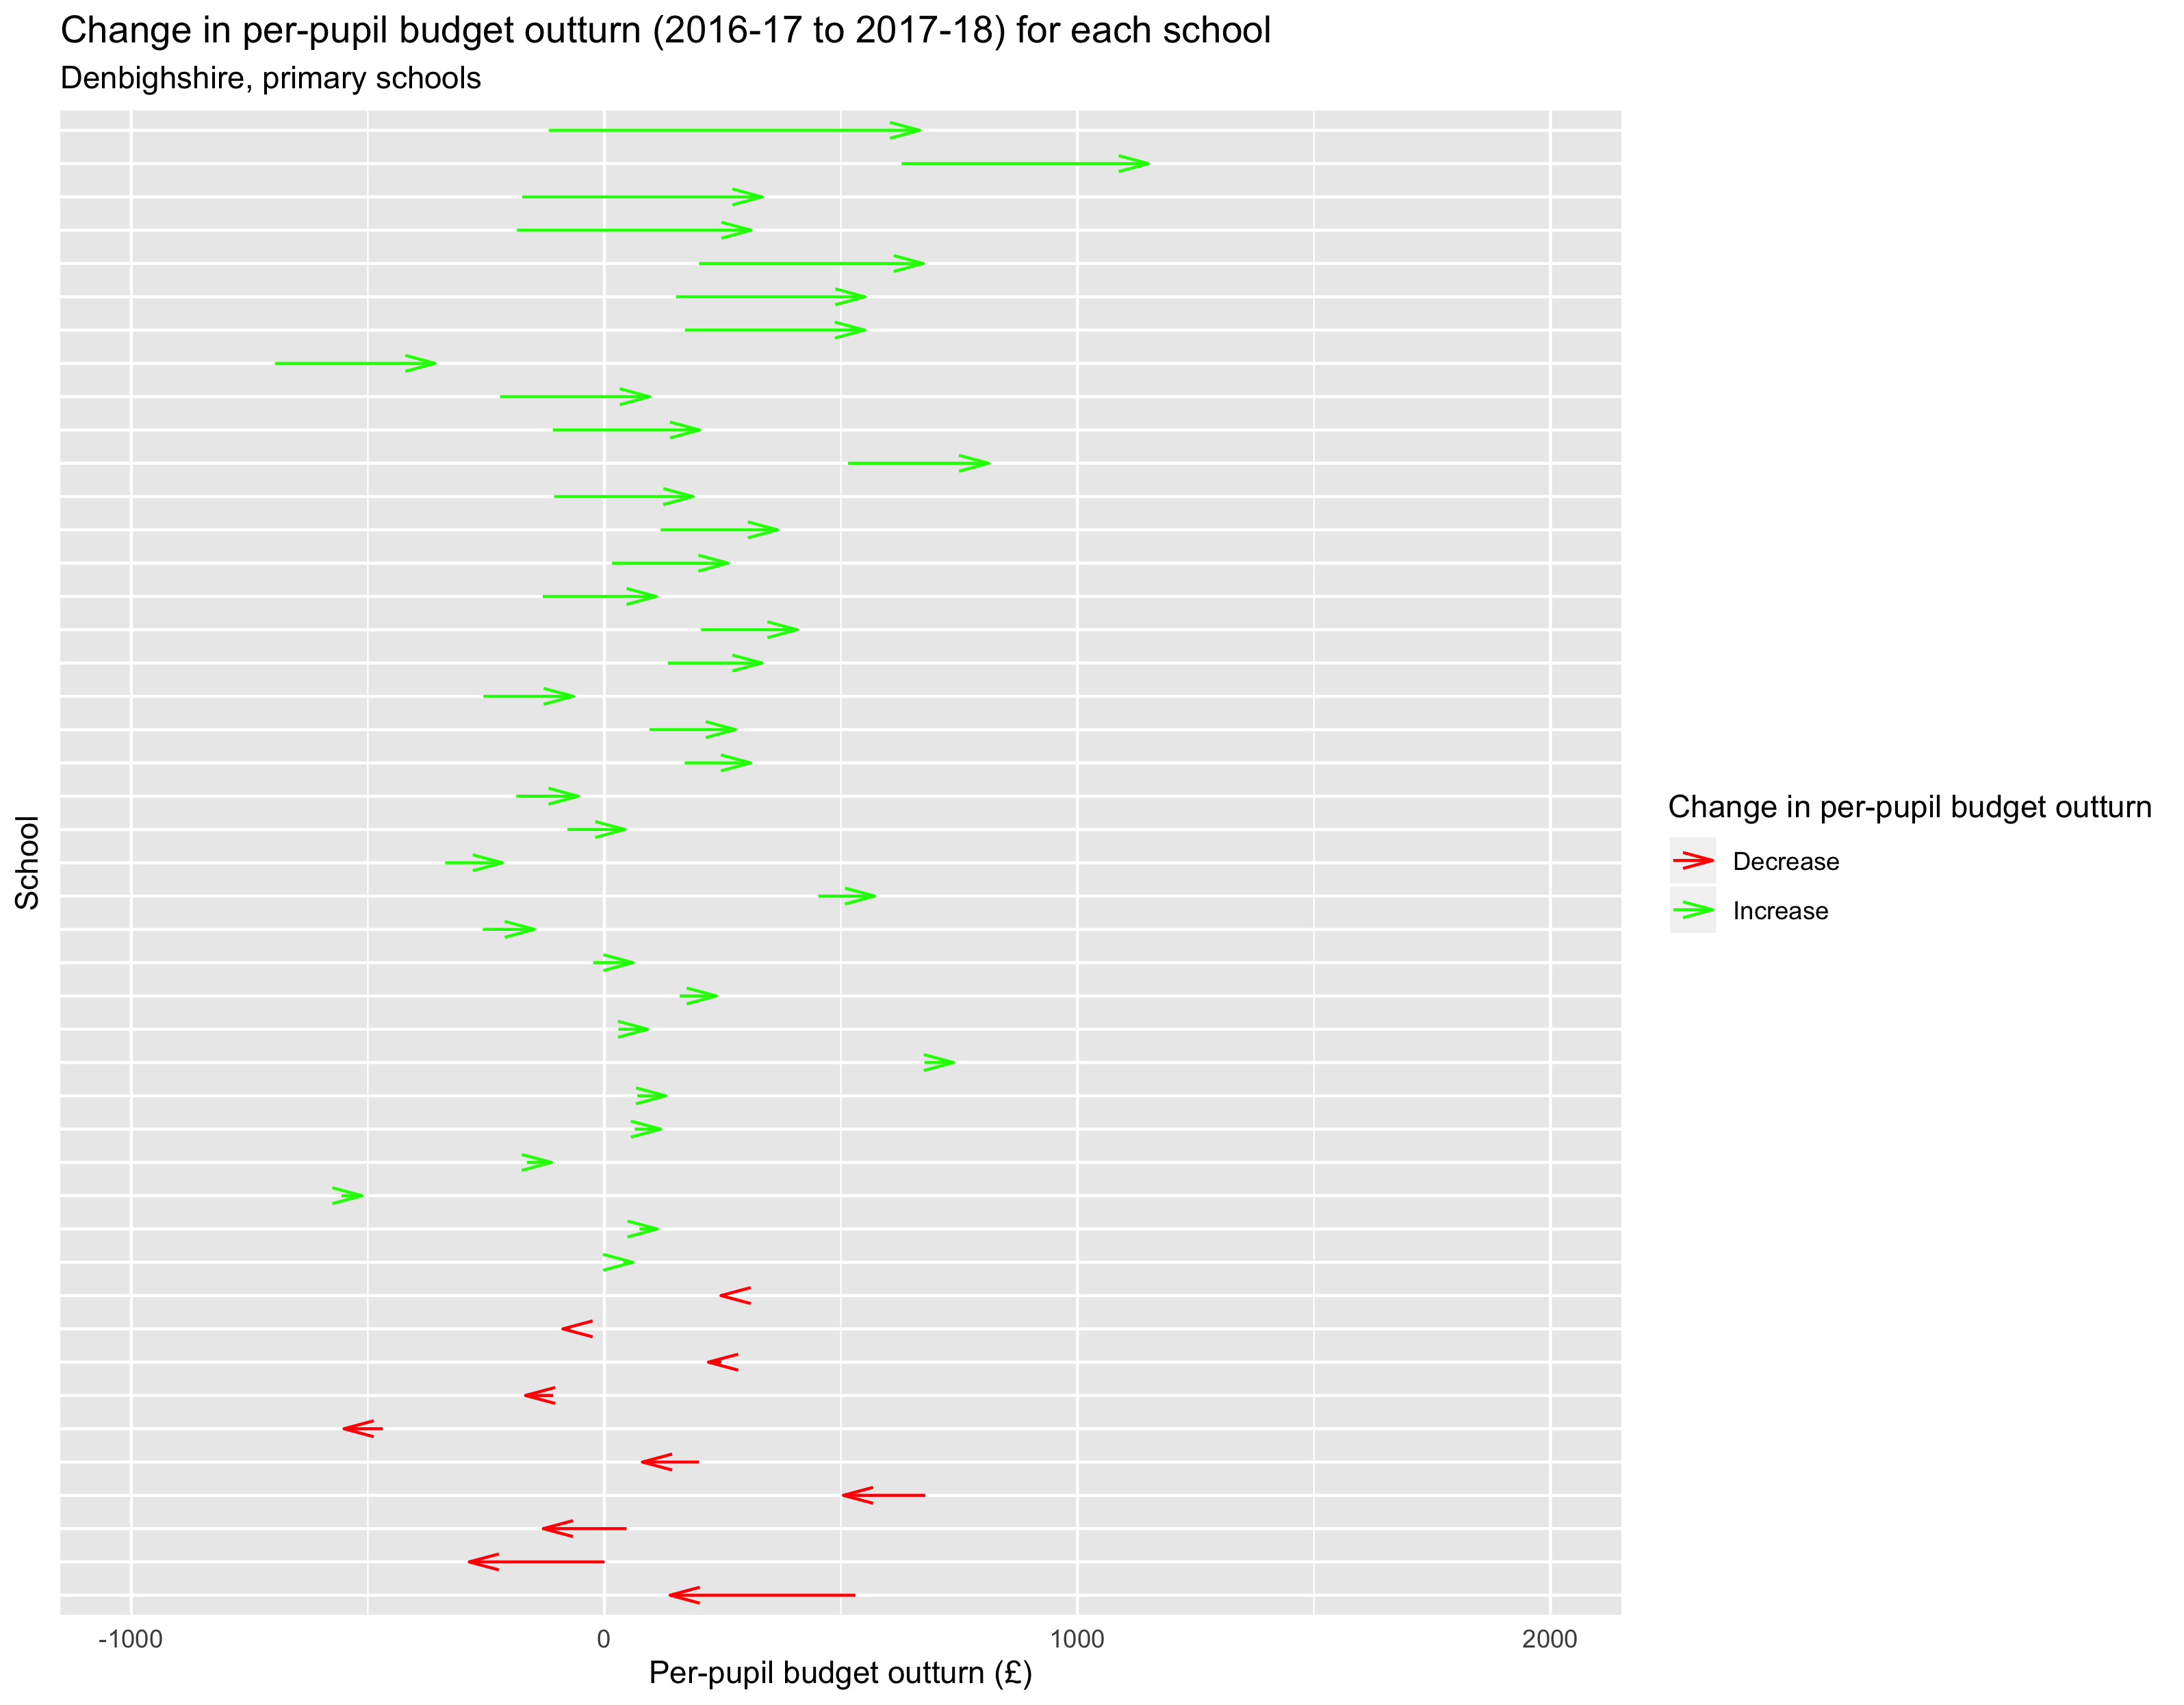 Change in per-pupil budget outturn (2016-17 to 2017-18) for each school
Denbighshire, primary schools
School
Change in per-pupil budget outturn
Decrease
Increase
-1000
0
1000
2000
Per-pupil budget outturn (£)